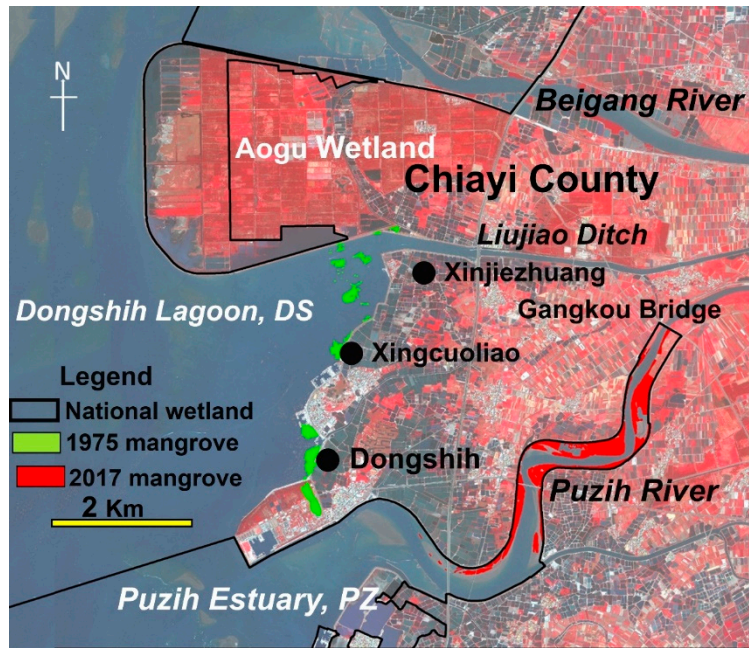 N
Beigang River
Aogu Wetland
Chiayi County
Liujiao Ditch
Xinjiezhuang
Dongshih Lagoon, DS
Gangkou Bridge
Xingcuoliao
Legend
National wetland
1975 mangrove
2017 mangrove
2 Km
Dongshih
Puzih River
Puzih Estuary, PZ